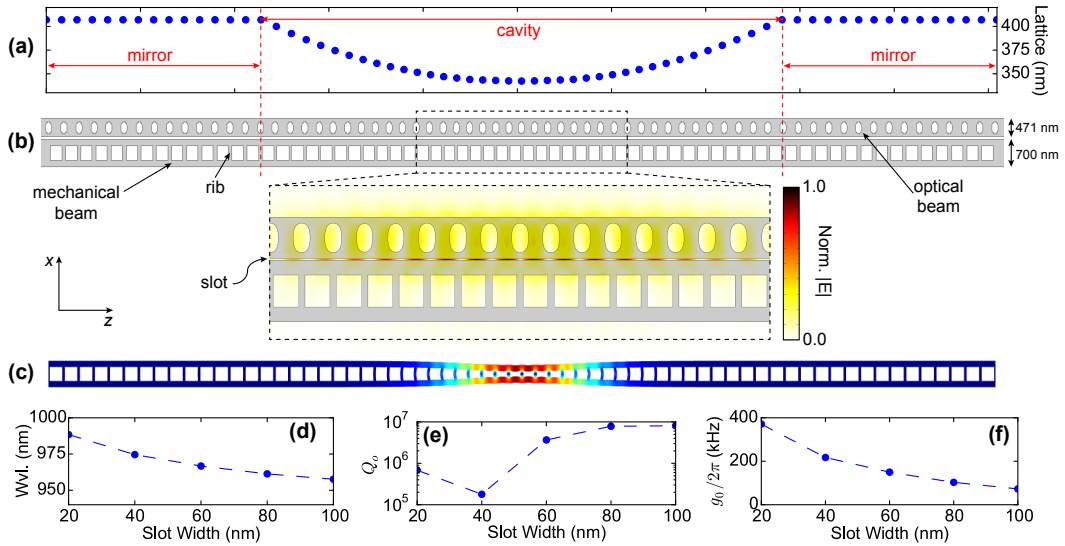 (a)
mirror
cavity
mirror
400
375
350
Lattice (nm)
(b)
471 nm
700 nm
mechanical beam
rib
optical beam
slot
x
z
1.0
0.0
Norm. |E|
(c)
(d)
1000
975
950
Wvl. (nm)
20 40 60 80 100
Slot Width (nm)
(e)
10^7
10^6
10^5
Q_o
20 40 60 80 100
Slot Width (nm)
(f)
400
200
0
g_0/2π (kHz)
20 40 60 80 100
Slot Width (nm)